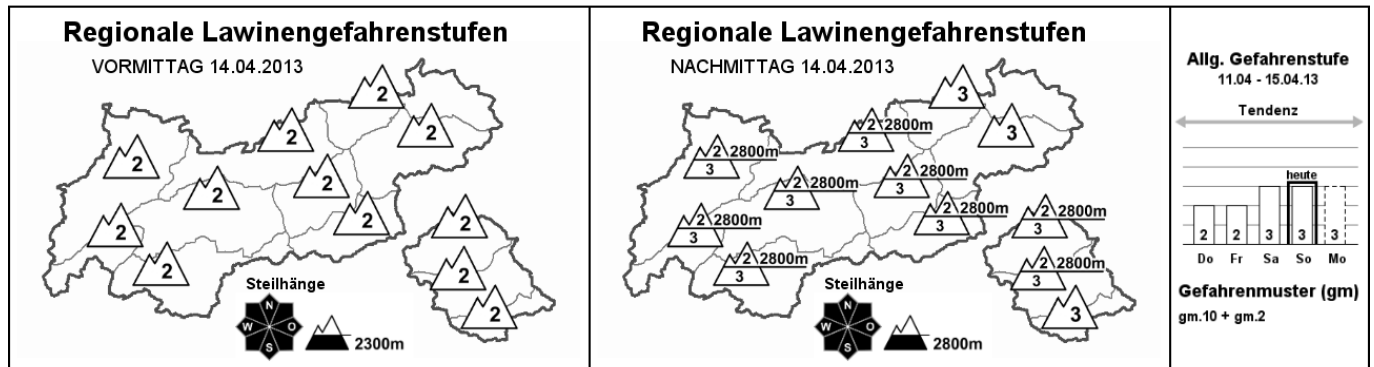 Regionale Lawinengefahrenstufen
VORMITTAG 14.04.2013
2
2
2
2
2
2
2
2
2
2
2
2
Steilhänge
N
W O
S
2300m
Regionale Lawinengefahrenstufen
NACHMITTAG 14.04.2013
3
3
2 2800m
3
2 2800m
3
2 2800m
3
2 2800m
3
2 2800m
3
2 2800m
3
2 2800m
3
2 2800m
3
2 2800m
3
3
Steilhänge
N
W O
S
2800m
Allg. Gefahrenstufe
11.04 - 15.04.13
Tendenz
heute
2 2 3 3 3
Do Fr Sa So Mo
Gefahrenmuster (gm)
gm.10 + gm.2